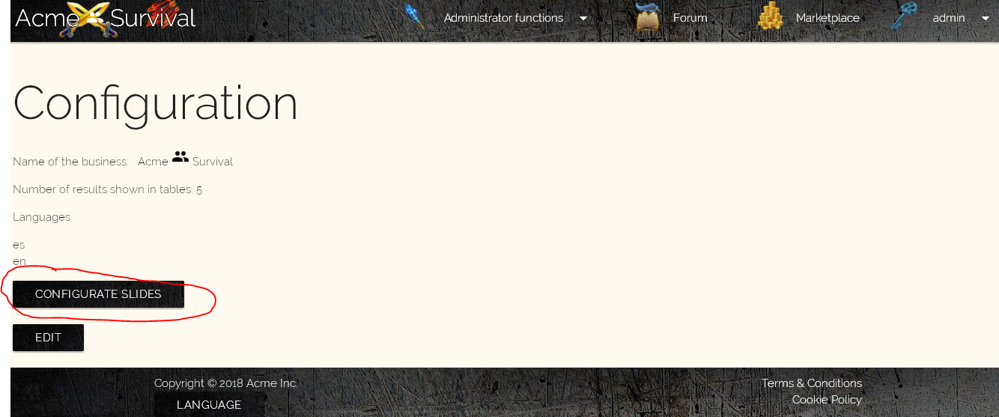 Acme Survival Administrator functions Forum Marketplace admin
Configuration
Name of the business: Acme Survival
Number of results shown in tables: 5
Languages
es
en
CONFIGURATE SLIDES
EDIT
Copyright © 2018 Acme Inc. Terms & Conditions
LANGUAGE Cookie Policy